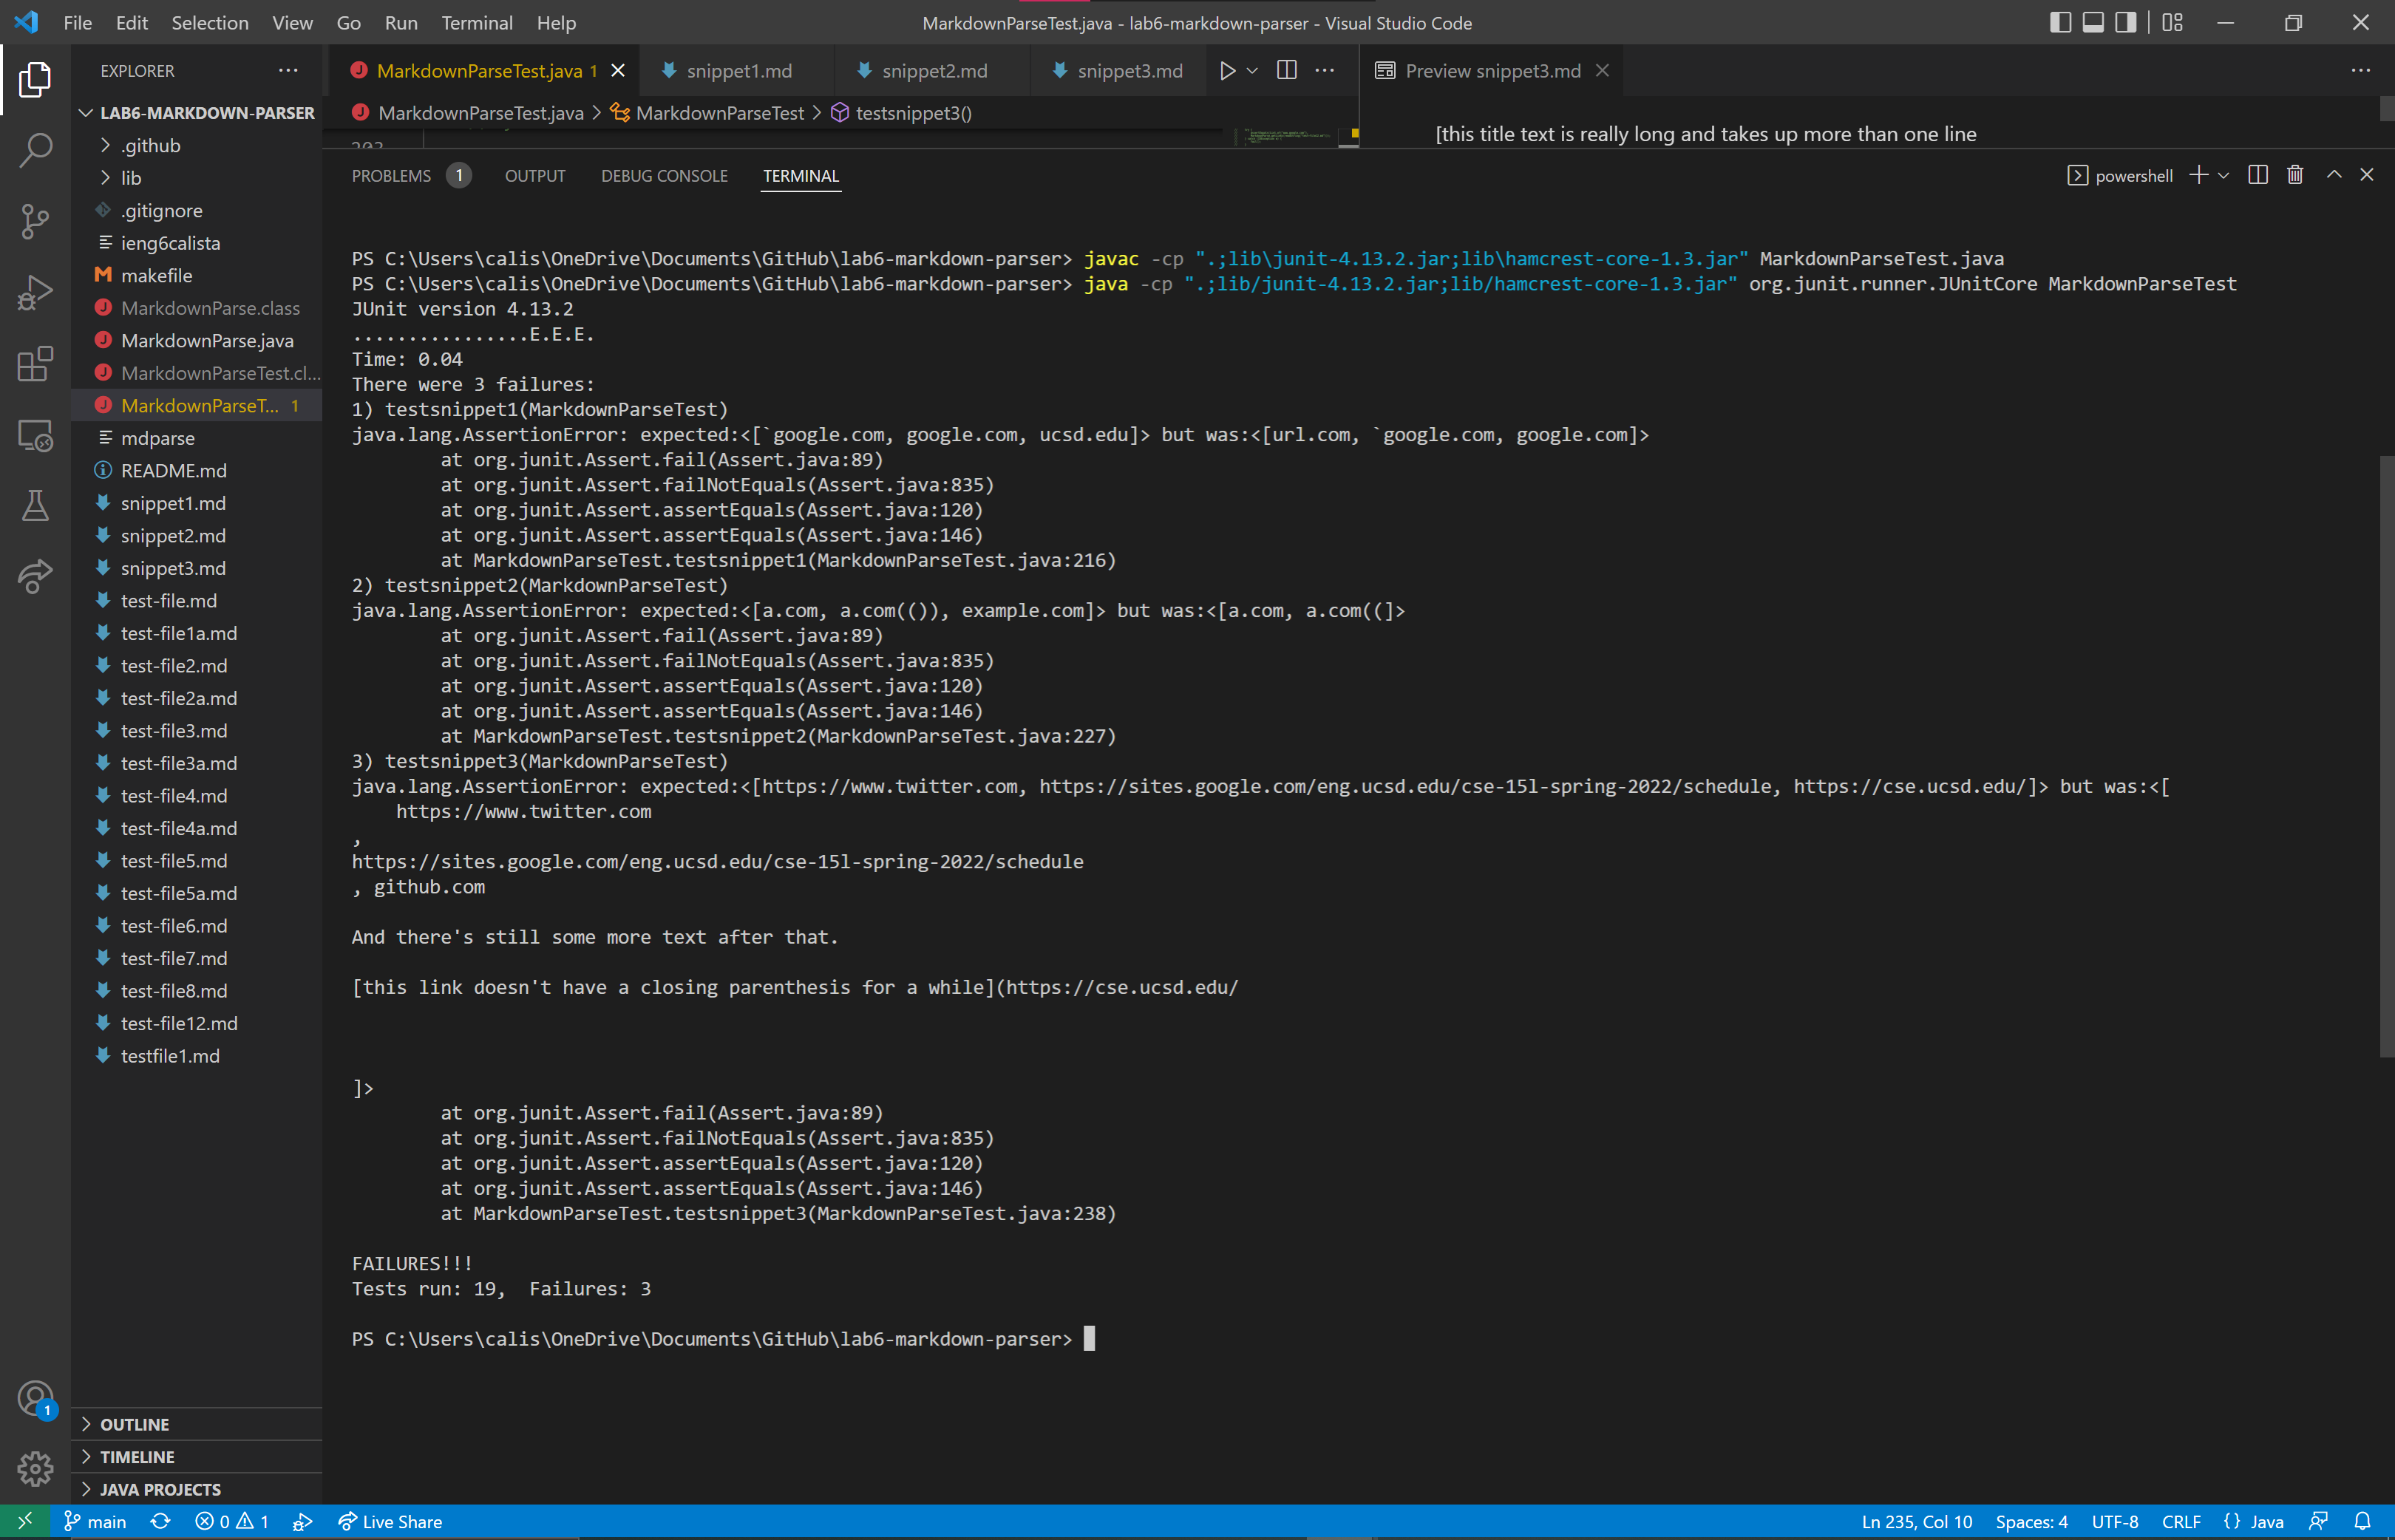 File Edit Selection View Go Run Terminal Help
MarkdownParseTest.java - lab6-markdown-parser - Visual Studio Code
EXPLORER
LAB6-MARKDOWN-PARSER
.github
lib
.gitignore
ieng6calista
makefile
MarkdownParse.class
MarkdownParse.java
MarkdownParseTest.cl...
MarkdownParseT... 1
mdparse
README.md
snippet1.md
snippet2.md
snippet3.md
test-file.md
test-file1a.md
test-file2.md
test-file2a.md
test-file3.md
test-file3a.md
test-file4.md
test-file4a.md
test-file5.md
test-file5a.md
test-file6.md
test-file7.md
test-file8.md
test-file12.md
testfile1.md
OUTLINE
TIMELINE
JAVA PROJECTS
MarkdownParseTest.java 1 snippet1.md snippet2.md snippet3.md
Preview snippet3.md
MarkdownParseTest.java > MarkdownParseTest > testsnippet3()
[this title text is really long and takes up more than one line
PROBLEMS 1 OUTPUT DEBUG CONSOLE TERMINAL
powershell
PS C:\Users\calis\OneDrive\Documents\GitHub\lab6-markdown-parser> javac -cp ".;lib\junit-4.13.2.jar;lib\hamcrest-core-1.3.jar" MarkdownParseTest.java
PS C:\Users\calis\OneDrive\Documents\GitHub\lab6-markdown-parser> java -cp ".;lib/junit-4.13.2.jar;lib/hamcrest-core-1.3.jar" org.junit.runner.JUnitCore MarkdownParseTest
JUnit version 4.13.2
................E.E.E.
Time: 0.04
There were 3 failures:
1) testsnippet1(MarkdownParseTest)
java.lang.AssertionError: expected:<[`google.com, google.com, ucsd.edu]> but was:<[url.com, `google.com, google.com]>
at org.junit.Assert.fail(Assert.java:89)
at org.junit.Assert.failNotEquals(Assert.java:835)
at org.junit.Assert.assertEquals(Assert.java:120)
at org.junit.Assert.assertEquals(Assert.java:146)
at MarkdownParseTest.testsnippet1(MarkdownParseTest.java:216)
2) testsnippet2(MarkdownParseTest)
java.lang.AssertionError: expected:<[a.com, a.com(()), example.com]> but was:<[a.com, a.com((]>
at org.junit.Assert.fail(Assert.java:89)
at org.junit.Assert.failNotEquals(Assert.java:835)
at org.junit.Assert.assertEquals(Assert.java:120)
at org.junit.Assert.assertEquals(Assert.java:146)
at MarkdownParseTest.testsnippet2(MarkdownParseTest.java:227)
3) testsnippet3(MarkdownParseTest)
java.lang.AssertionError: expected:<[https://www.twitter.com, https://sites.google.com/eng.ucsd.edu/cse-15l-spring-2022/schedule, https://cse.ucsd.edu/]> but was:<[
https://www.twitter.com
,
https://sites.google.com/eng.ucsd.edu/cse-15l-spring-2022/schedule
, github.com
And there's still some more text after that.
[this link doesn't have a closing parenthesis for a while](https://cse.ucsd.edu/
]>
at org.junit.Assert.fail(Assert.java:89)
at org.junit.Assert.failNotEquals(Assert.java:835)
at org.junit.Assert.assertEquals(Assert.java:120)
at org.junit.Assert.assertEquals(Assert.java:146)
at MarkdownParseTest.testsnippet3(MarkdownParseTest.java:238)
FAILURES!!!
Tests run: 19,  Failures: 3
PS C:\Users\calis\OneDrive\Documents\GitHub\lab6-markdown-parser>
1
main 0 1 Live Share
Ln 235, Col 10 Spaces: 4 UTF-8 CRLF {} Java